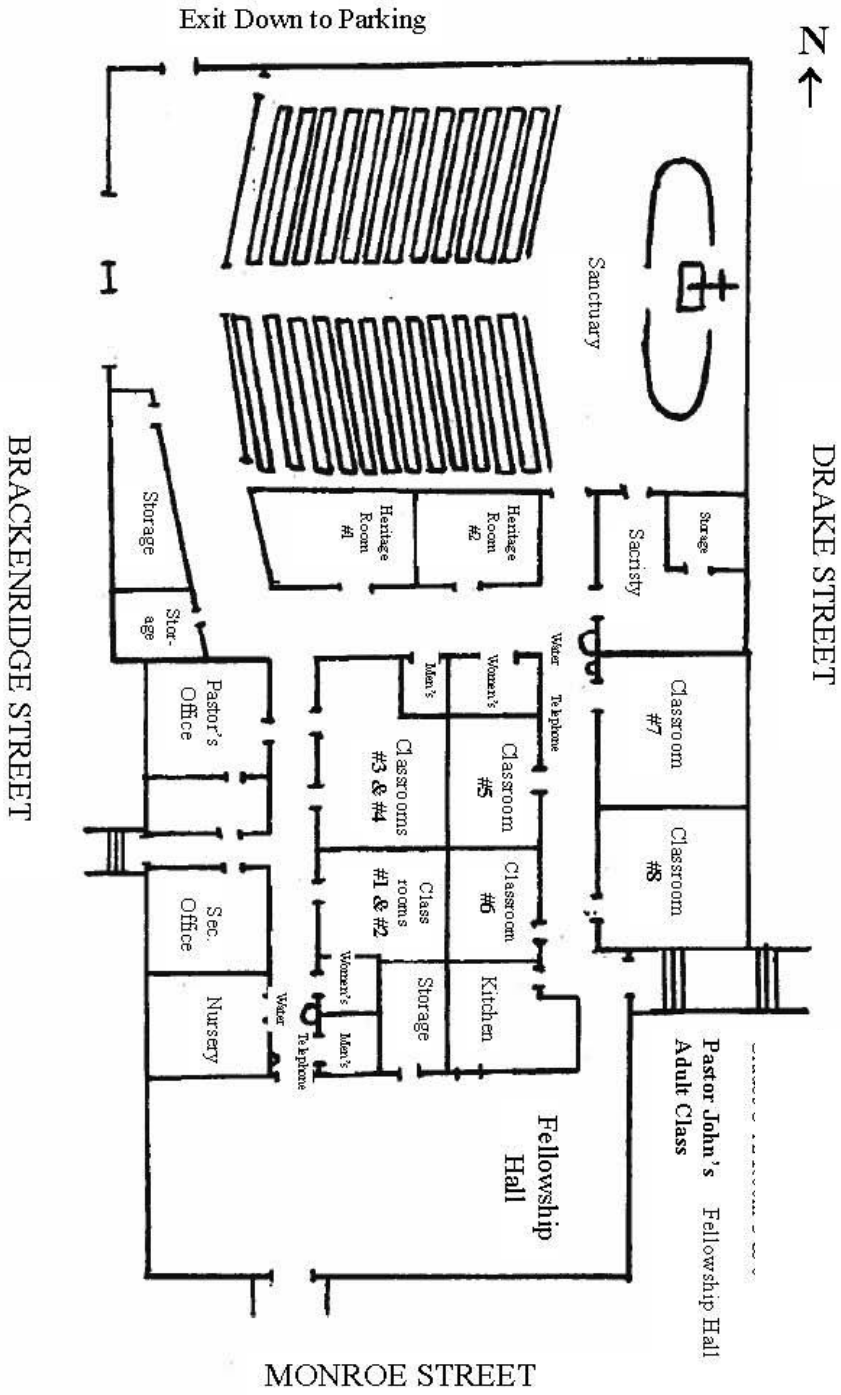 Exit Down to Parking
N
Sanctuary
DRAKE STREET
BRACKENRIDGE STREET
Storage
Stor-
age
Heritage
Room
#1
Heritage
Room
#2
Storage
Sacristy
Water
Telephone
Men's
Women's
Pastor's
Office
Classrooms
#3 & #4
Classroom
#5
Classroom
#7
Classroom
#8
Classroom
#6
Class
rooms
#1 & #2
Sec.
Office
Nursery
Water
Telephone
Women's
Men's
Storage
Kitchen
Fellowship
Hall
Pastor John's Fellowship Hall
Adult Class
MONROE STREET